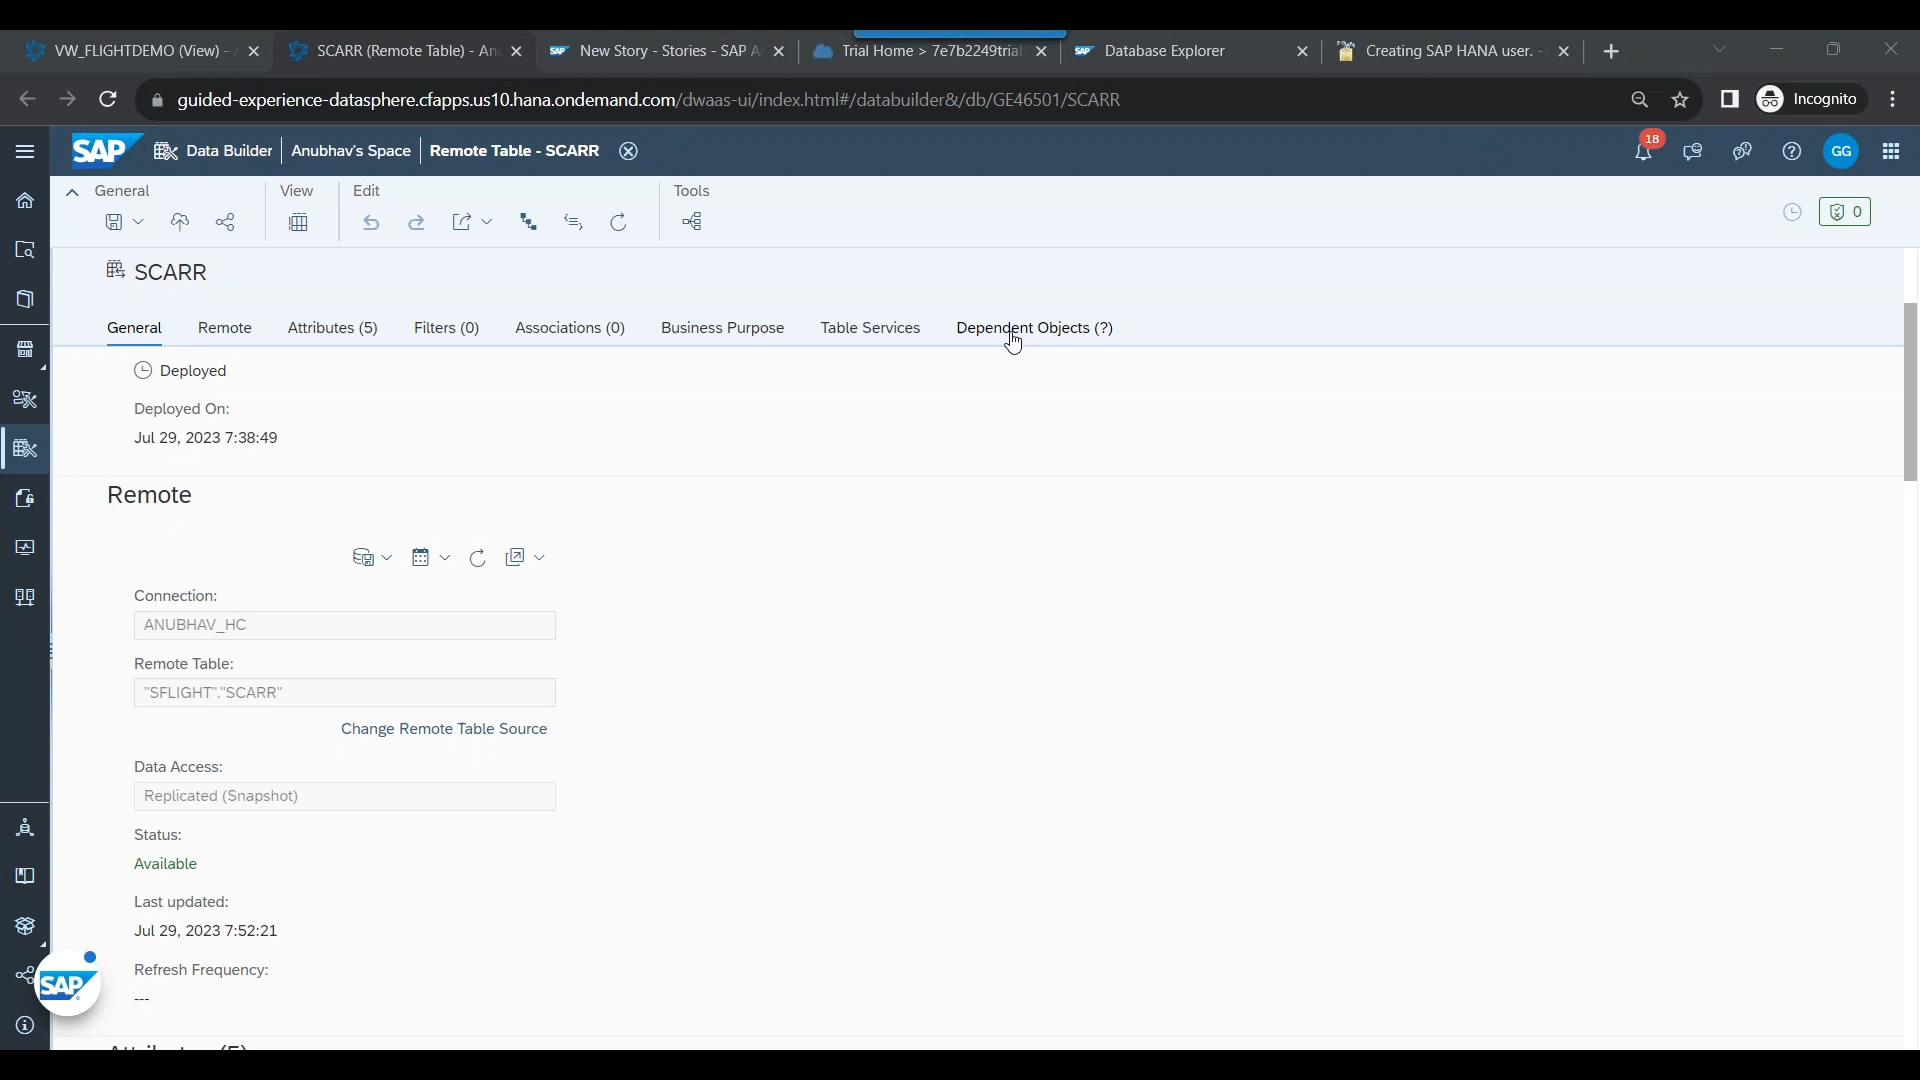 VW_FLIGHTDEMO (View) -
SCARR (Remote Table) - An
SAP New Story - Stories - SAP A
Trial Home > 7e7b2249trial
SAP Database Explorer
Creating SAP HANA user. -
guided-experience-datasphere.cfapps.us10.hana.ondemand.com/dwaas-ui/index.html#/databuilder&/db/GE46501/SCARR
Incognito
SAP Data Builder Anubhav's Space Remote Table - SCARR
18
GG
General View Edit Tools
0
SCARR
General Remote Attributes (5) Filters (0) Associations (0) Business Purpose Table Services Dependent Objects (?)
Deployed
Deployed On:
Jul 29, 2023 7:38:49
Remote
Connection:
ANUBHAV_HC
Remote Table:
"SFLIGHT"."SCARR"
Change Remote Table Source
Data Access:
Replicated (Snapshot)
Status:
Available
Last updated:
Jul 29, 2023 7:52:21
Refresh Frequency:
---
SAP